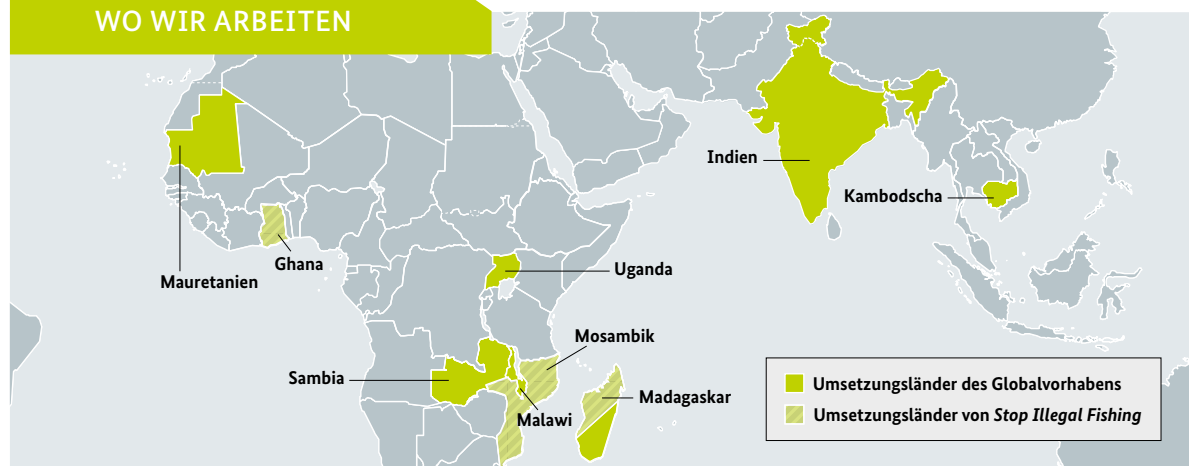 WO WIR ARBEITEN
Indien
Kambodscha
Ghana
Mauretanien
Uganda
Mosambik
Sambia
Madagaskar
Malawi
Umsetzungsländer des Globalvorhabens
Umsetzungsländer von Stop Illegal Fishing